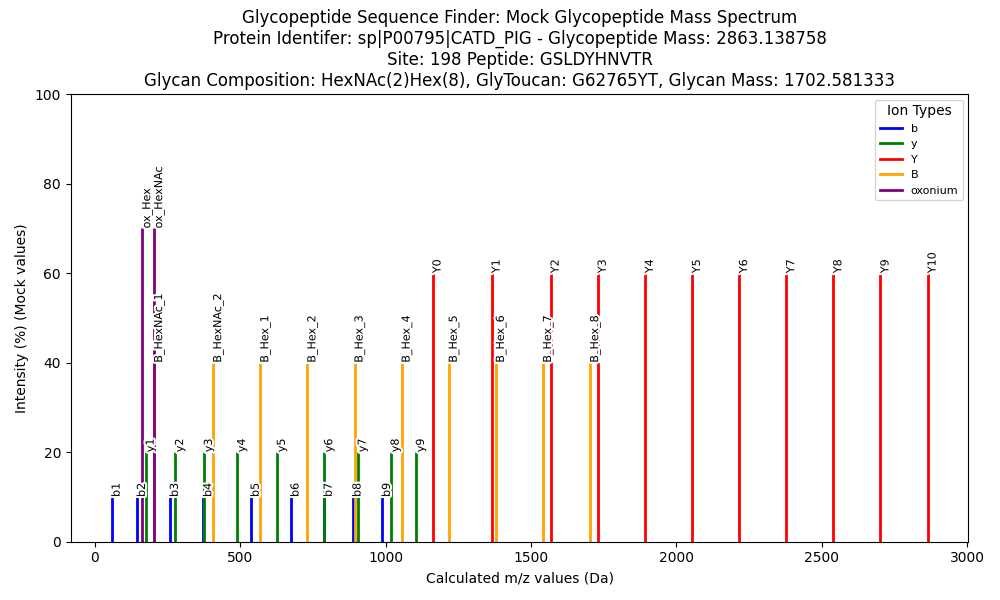 Glycopeptide Sequence Finder: Mock Glycopeptide Mass Spectrum
Protein Identifer: sp|P00795|CATD_PIG - Glycopeptide Mass: 2863.138758
Site: 198 Peptide: GSLDYHNVTR
Glycan Composition: HexNAc(2)Hex(8), GlyToucan: G62765YT, Glycan Mass: 1702.581333
Intensity (%) (Mock values)
100
80
60
40
20
0
Ion Types
b
y
Y
B
oxonium
ox_Hex
ox_HexNAc
Y0
Y1
Y2
Y3
Y4
Y5
Y6
Y7
Y8
Y9
Y10
B_HexNAc_1
B_HexNAc_2
B_Hex_1
B_Hex_2
B_Hex_3
B_Hex_4
B_Hex_5
B_Hex_6
B_Hex_7
B_Hex_8
y1
y2
y3
y4
y5
y6
y7
y8
y9
b1
b2
b3
b4
b5
b6
b7
b8
b9
0
500
1000
1500
2000
2500
3000
Calculated m/z values (Da)